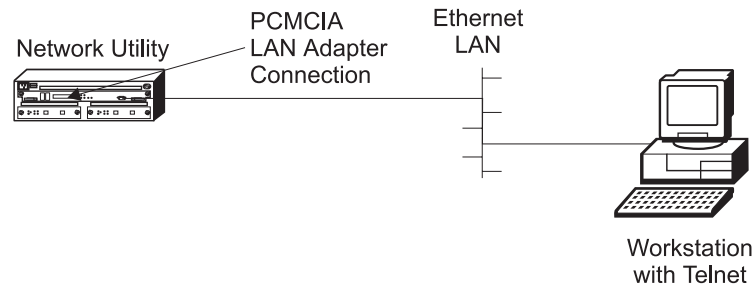 Network Utility
PCMCIA
LAN Adapter
Connection
Ethernet
LAN
Workstation
with Telnet